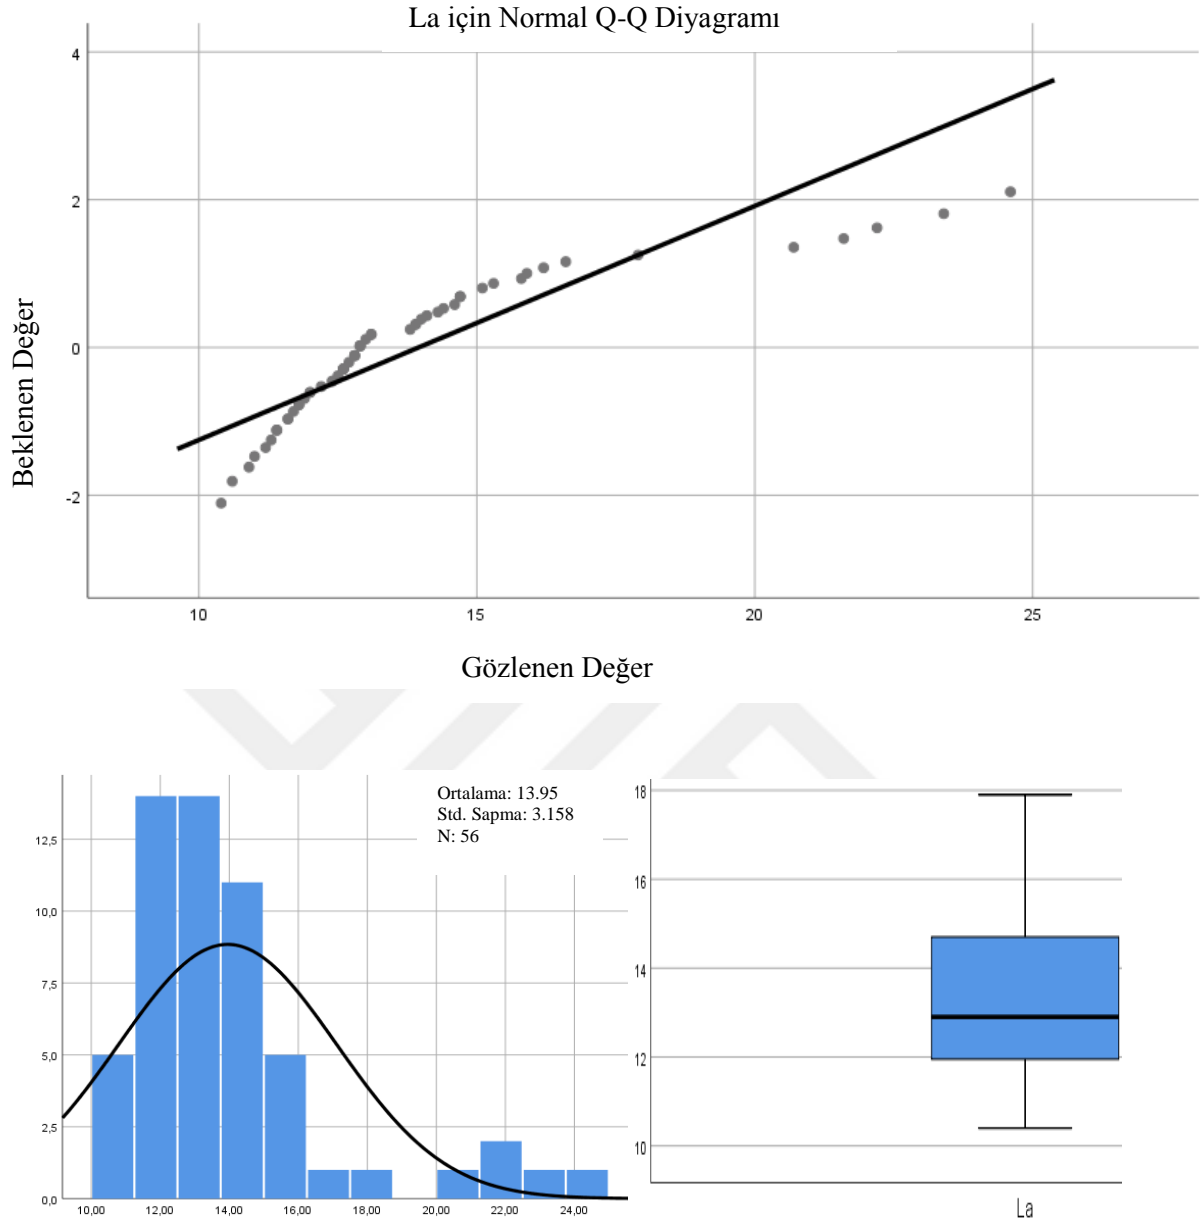 La için Normal Q-Q Diyagramı
4
2
0
-2
Beklenen Değer
10 15 20 25
Gözlenen Değer
Ortalama: 13.95
Std. Sapma: 3.158
N: 56
12,5
10,0
7,5
5,0
2,5
0,0
10,00 12,00 14,00 16,00 18,00 20,00 22,00 24,00
18
16
14
12
10
La